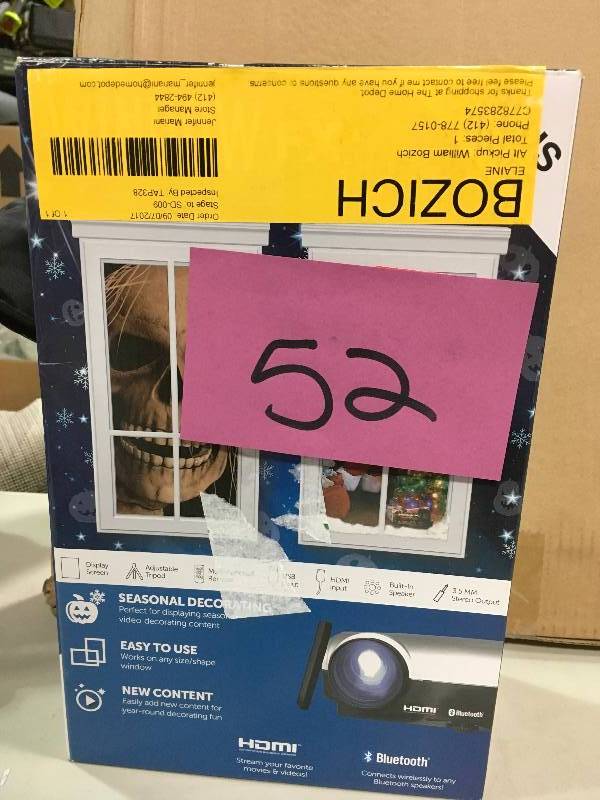 Please feel free to contact me if you have any questions or concerns
Thanks for shopping at The Home Depot.
C778283574
Phone: (412) 778-0157
Total Pieces: 1
Alt Pickup: William Bozich
ELAINE
BOZICH
jennifer_mariani@homedepot.com
(412) 494-2844
Store Manager
Jennifer Mariani
Inspected By: TAP328
Stage to: SD-009
Order Date: 09/07/2017
1 Of 1
52
Display Screen
Adjustable Tripod
HDMI Input
Built-In Speaker
3.5 MM Stereo Output
SEASONAL DECORATING
Perfect for displaying
video decorating content
EASY TO USE
Works on any size/shape
window
NEW CONTENT
Easily add new content for
year-round decorating fun
HDMI
Bluetooth
HDMI
Stream your favorite
movies & videos!
Bluetooth
Connects wirelessly to any
Bluetooth speakers!